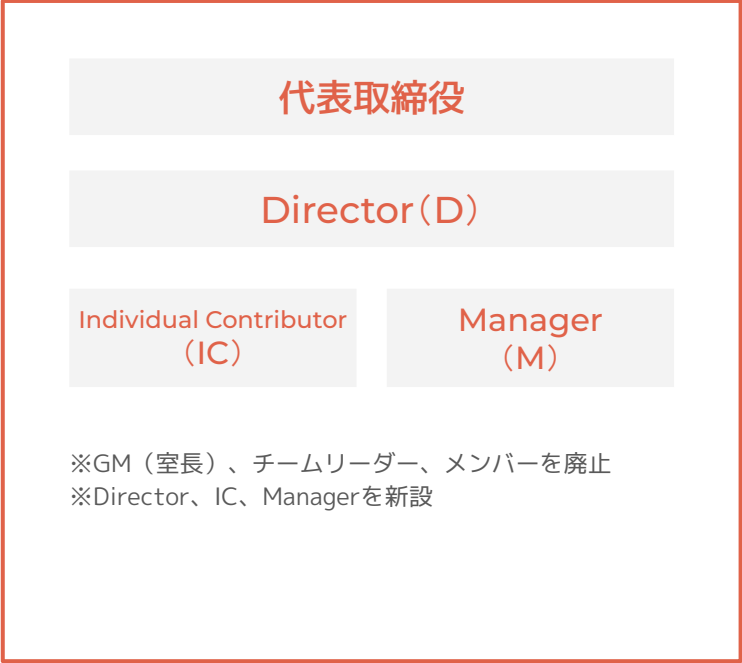 代表取締役
Director（D）
Individual Contributor
（IC）
Manager
（M）
※GM（室長）、チームリーダー、メンバーを廃止
※Director、IC、Managerを新設